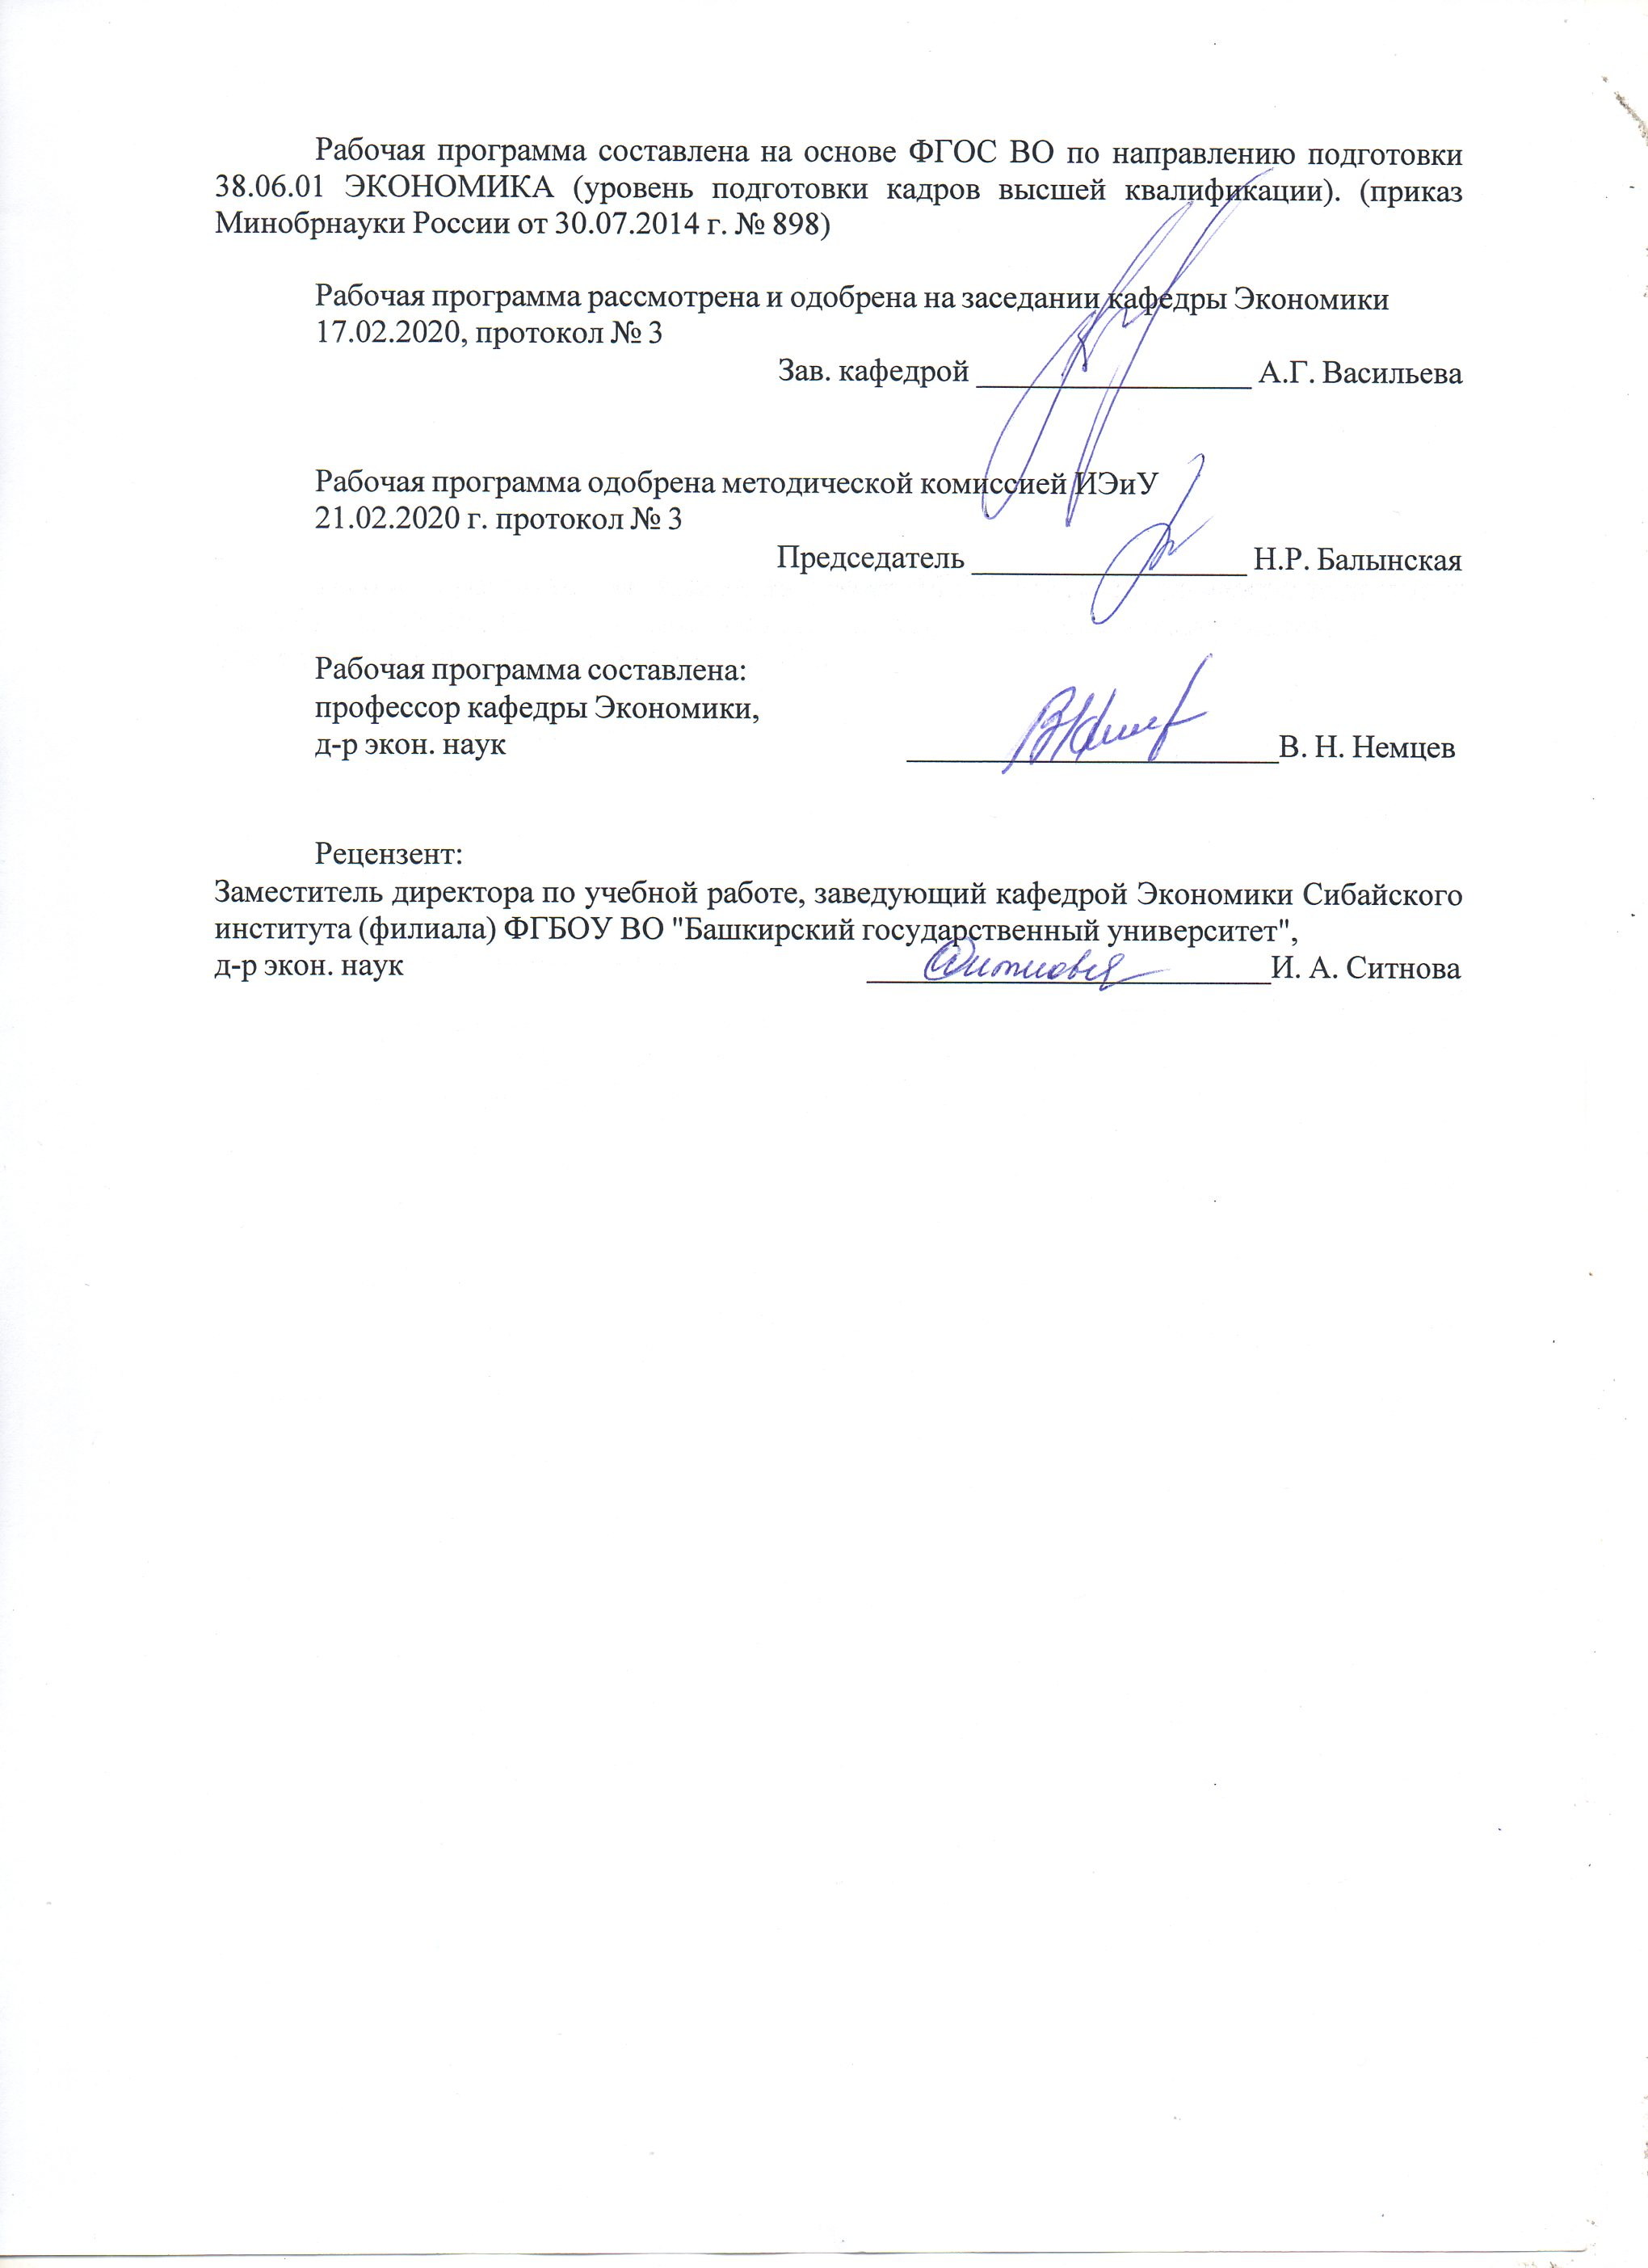 Рабочая программа составлена на основе ФГОС ВО по направлению подготовки
38.06.01 ЭКОНОМИКА (уровень подготовки кадров высшей квалификации). (приказ
Минобрнауки России от 30.07.2014 г. № 898)
Рабочая программа рассмотрена и одобрена на заседании кафедры Экономики
17.02.2020, протокол № 3
Зав. кафедрой _________________ А.Г. Васильева
Рабочая программа одобрена методической комиссией ИЭиУ
21.02.2020 г. протокол № 3
Председатель _________________ Н.Р. Балынская
Рабочая программа составлена:
профессор кафедры Экономики,
д-р экон. наук _______________________В. Н. Немцев
Рецензент:
Заместитель директора по учебной работе, заведующий кафедрой Экономики Сибайского
института (филиала) ФГБОУ ВО "Башкирский государственный университет",
д-р экон. наук _________________________И. А. Ситнова